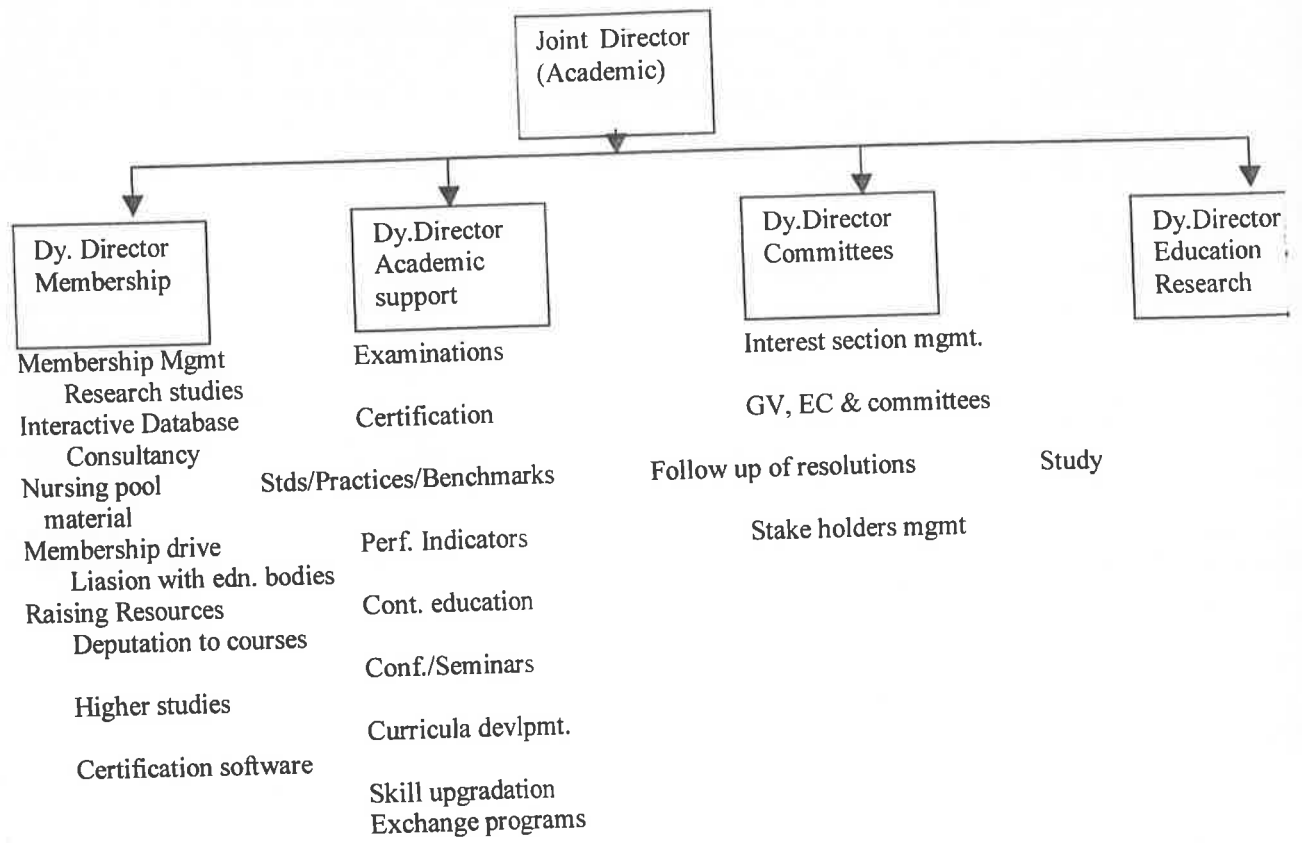 Joint Director
(Academic)
Dy. Director
Membership
Dy.Director
Academic
support
Dy.Director
Committees
Dy.Director
Education
Research
Membership Mgmt
Research studies
Interactive Database
Consultancy
Nursing pool
material
Membership drive
Liasion with edn. bodies
Raising Resources
Deputation to courses
Higher studies
Certification software
Examinations
Certification
Stds/Practices/Benchmarks
Perf. Indicators
Cont. education
Conf./Seminars
Curricula devlpmt.
Skill upgradation
Exchange programs
Interest section mgmt.
GV, EC & committees
Follow up of resolutions
Stake holders mgmt
Study